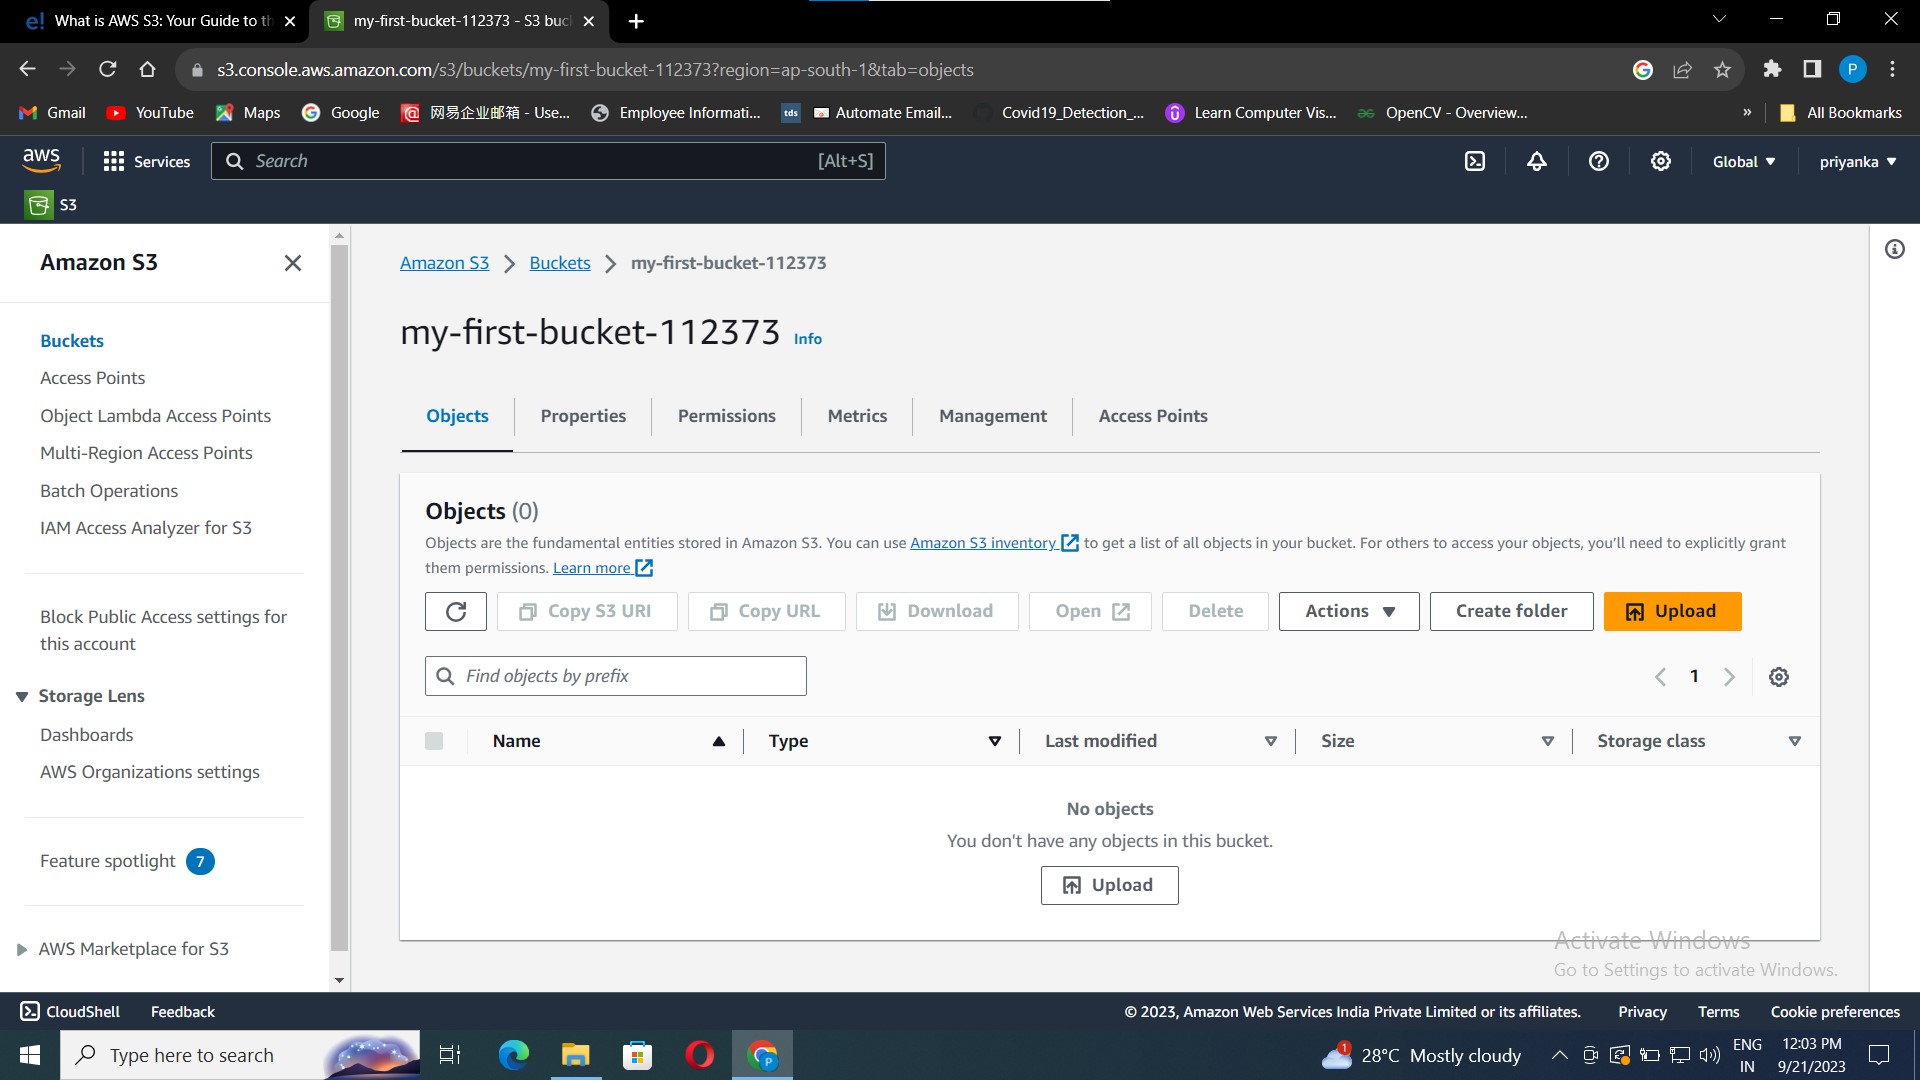 What is AWS S3: Your Guide to th
my-first-bucket-112373 - S3 buc
s3.console.aws.amazon.com/s3/buckets/my-first-bucket-112373?region=ap-south-1&tab=objects
P
Gmail
YouTube
Maps
Google
网易企业邮箱 - Use...
Employee Informati...
tds
Automate Email...
Covid19_Detection_...
Learn Computer Vis...
OpenCV - Overview...
»
All Bookmarks
aws
Services
Search
[Alt+S]
Global
priyanka
S3
Amazon S3
Buckets
Access Points
Object Lambda Access Points
Multi-Region Access Points
Batch Operations
IAM Access Analyzer for S3
Block Public Access settings for
this account
Storage Lens
Dashboards
AWS Organizations settings
Feature spotlight 7
AWS Marketplace for S3
Amazon S3 > Buckets > my-first-bucket-112373
my-first-bucket-112373 Info
Objects
Properties
Permissions
Metrics
Management
Access Points
Objects (0)
Objects are the fundamental entities stored in Amazon S3. You can use Amazon S3 inventory to get a list of all objects in your bucket. For others to access your objects, you'll need to explicitly grant
them permissions. Learn more
Copy S3 URI
Copy URL
Download
Open
Delete
Actions
Create folder
Upload
Find objects by prefix
1
Name
Type
Last modified
Size
Storage class
No objects
You don't have any objects in this bucket.
Upload
Activate Windows
Go to Settings to activate Windows.
CloudShell
Feedback
© 2023, Amazon Web Services India Private Limited or its affiliates.
Privacy
Terms
Cookie preferences
Type here to search
1
28°C Mostly cloudy
ENG
IN
12:03 PM
9/21/2023